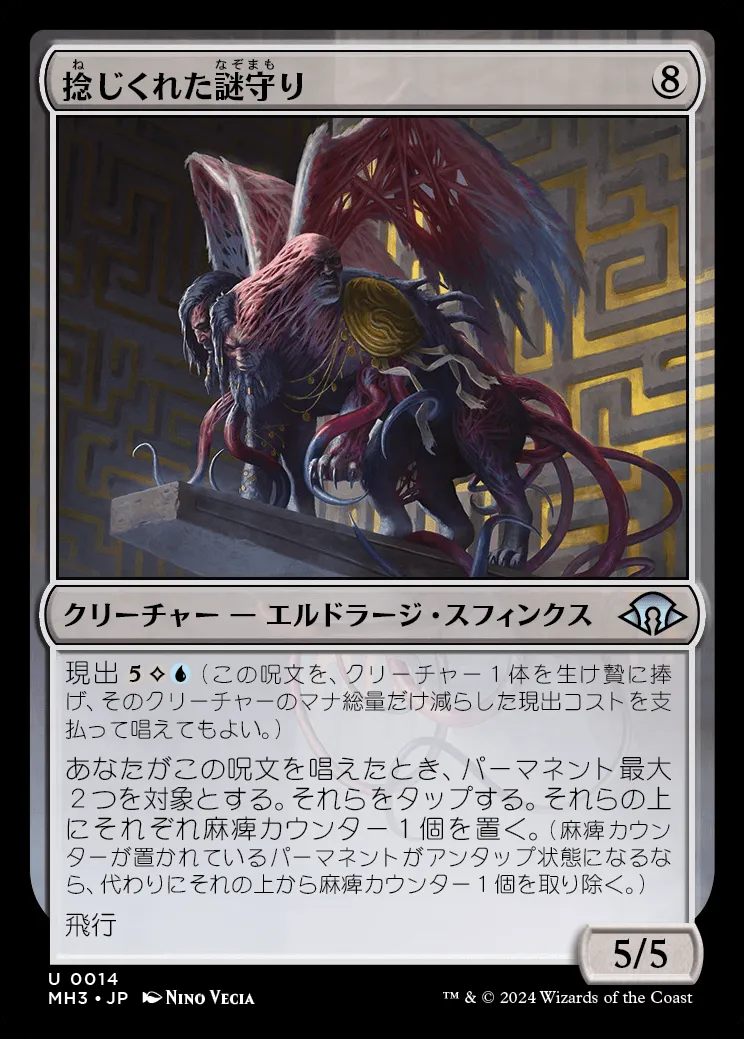 捻じくれた謎守り
ね なぞまも
8
クリーチャー — エルドラージ・スフィンクス
現出 5（この呪文を、クリーチャー１体を生け贄に捧
げ、そのクリーチャーのマナ総量だけ減らした現出コストを支
払って唱えてもよい。）
あなたがこの呪文を唱えたとき、パーマネント最大
２つを対象とする。それらをタップする。それらの上
にそれぞれ麻痺カウンター１個を置く。（麻痺カウン
ターが置かれているパーマネントがアンタップ状態になるな
ら、代わりにそれの上から麻痺カウンター１個を取り除く。）
飛行
5/5
U 0014
MH3 • JP NINO VECIA
™ & © 2024 Wizards of the Coast